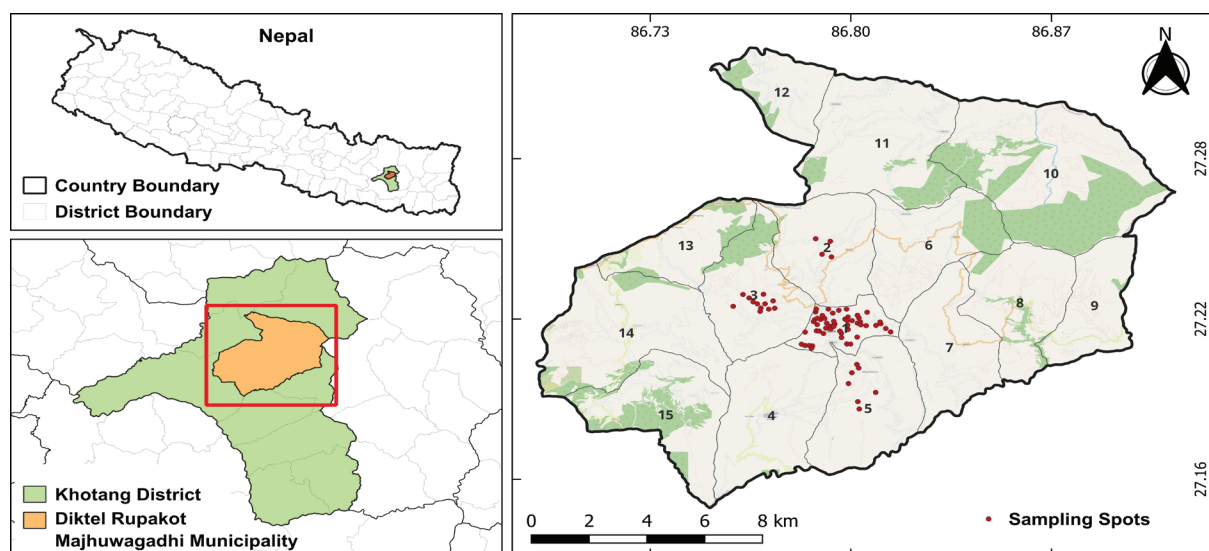 Nepal
Country Boundary
District Boundary
Khotang District
Diktel Rupakot
Majhuwagadhi Municipality
86.73 86.80 86.87
N
12
11
10
27.28
13
2
6
3
8
9
14
1
27.22
7
15
4
5
27.16
0 2 4 6 8 km
Sampling Spots